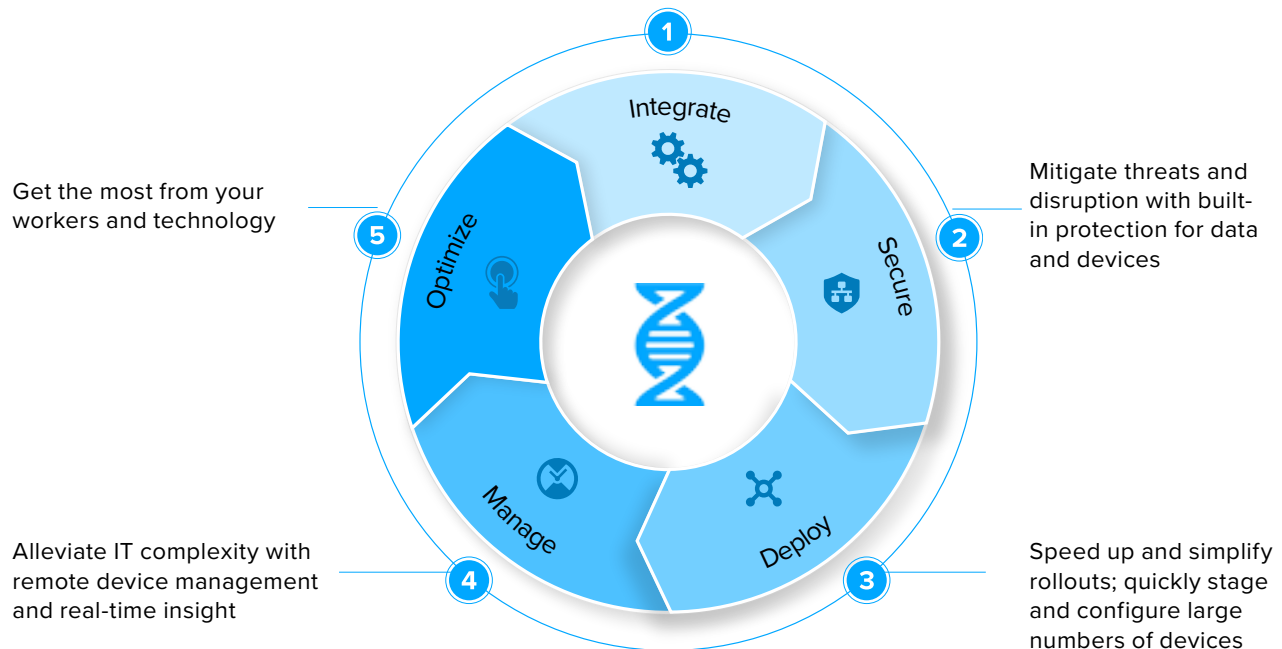 1
Integrate
2
Secure
Mitigate threats and
disruption with built-
in protection for data
and devices
3
Deploy
Speed up and simplify
rollouts; quickly stage
and configure large
numbers of devices
4
Manage
Alleviate IT complexity with
remote device management
and real-time insight
5
Optimize
Get the most from your
workers and technology